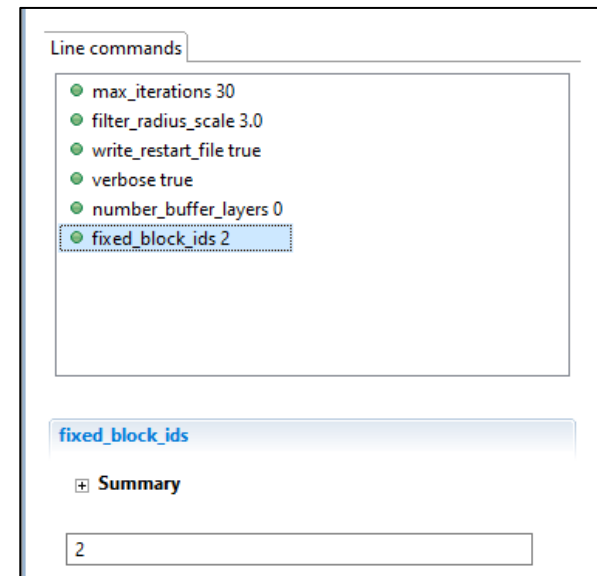 Line commands
max_iterations 30
filter_radius_scale 3.0
write_restart_file true
verbose true
number_buffer_layers 0
fixed_block_ids 2
fixed_block_ids
Summary
2